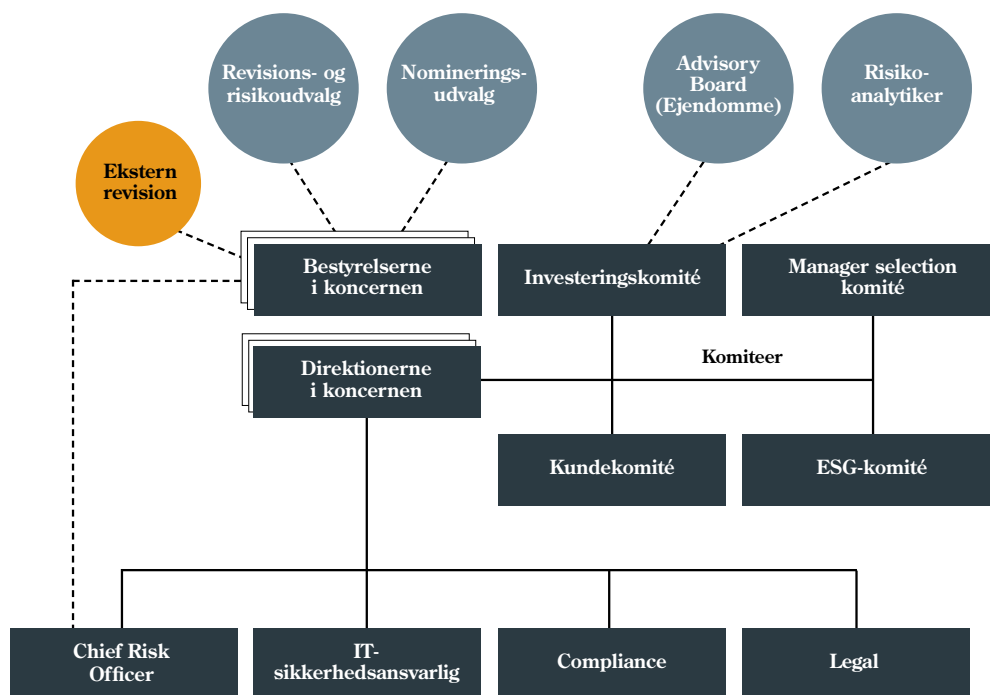 Revisions- og
risikoudvalg
Nominerings-
udvalg
Advisory
Board
(Ejendomme)
Risiko-
analytiker
Ekstern
revision
Bestyrelserne
i koncernen
Investeringskomité
Manager selection
komité
Direktionerne
i koncernen
Komiteer
Kundekomité
ESG-komité
Chief Risk
Officer
IT-
sikkerhedsansvarlig
Compliance
Legal